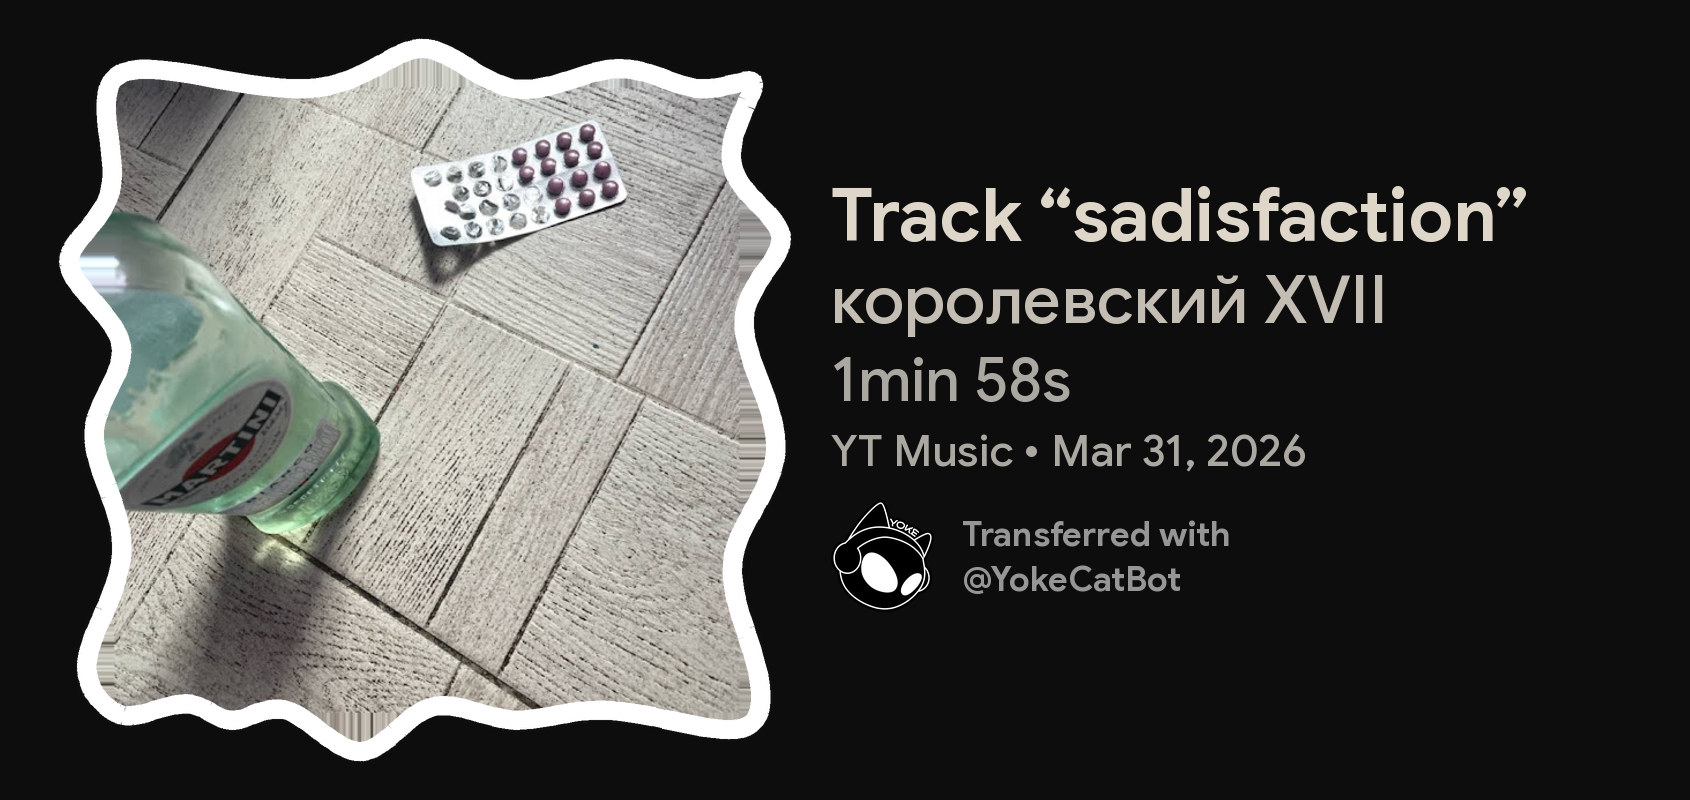 Track “sadisfaction”
королевский XVII
1min 58s
YT Music • Mar 31, 2026
YOKE
Transferred with
@YokeCatBot
MARTINI